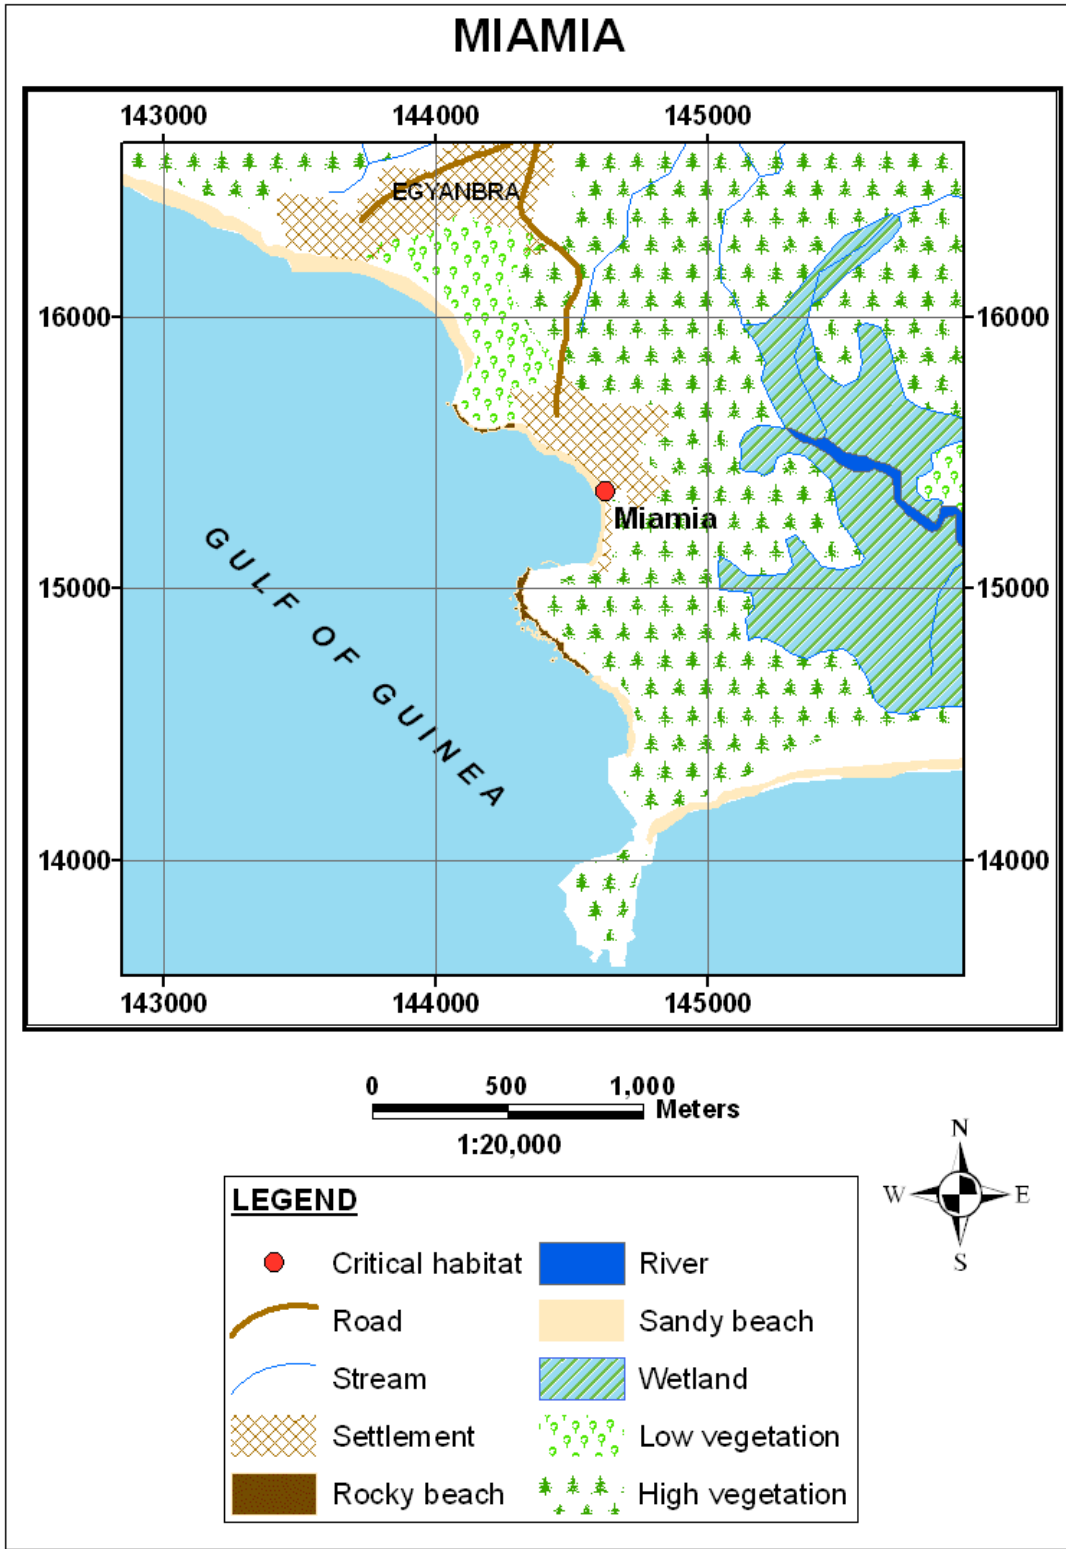 MIAMIA
143000 144000 145000
EGYANBRA
16000 16000
Miamia
GULF OF GUINEA
15000 15000
14000 14000
143000 144000 145000
0 500 1,000
Meters
1:20,000
N
W E
S
LEGEND
Critical habitat River
Road Sandy beach
Stream Wetland
Settlement Low vegetation
Rocky beach High vegetation